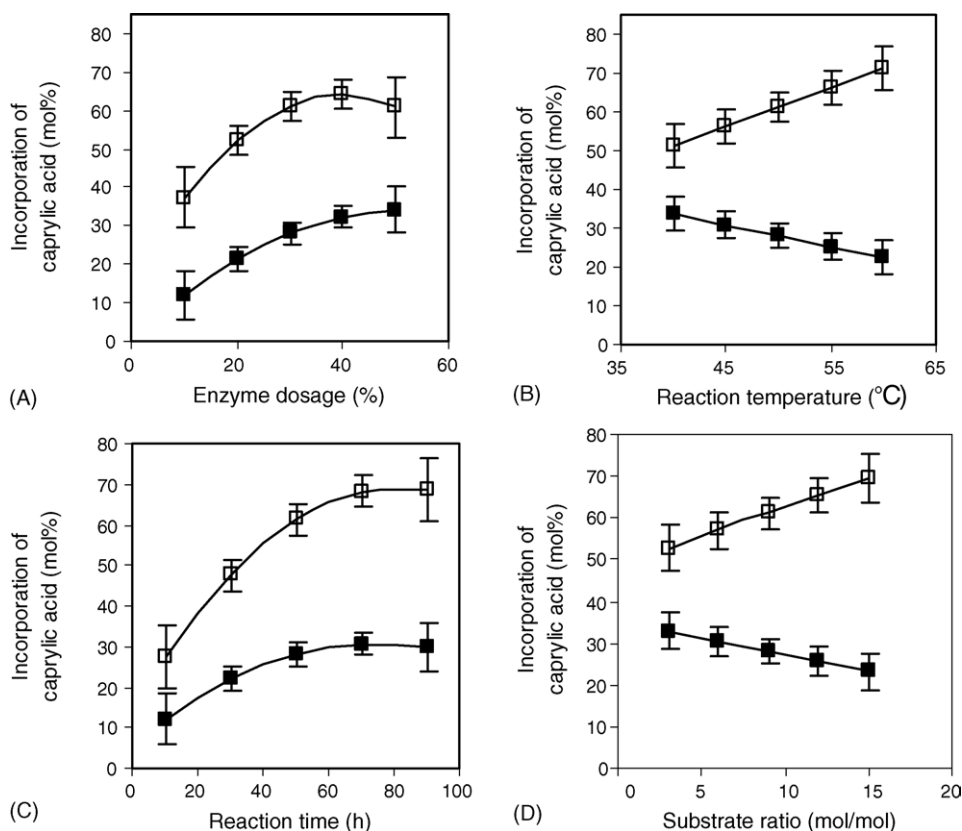 80
70
60
50
40
30
20
10
0
Incorporation of
caprylic acid (mol%)
0 20 40 60
Enzyme dosage (%)
(A)
80
70
60
50
40
30
20
10
0
Incorporation of
caprylic acid (mol%)
35 45 55 65
Reaction temperature (°C)
(B)
80
70
60
50
40
30
20
10
0
Incorporation of
caprylic acid (mol%)
0 20 40 60 80 100
Reaction time (h)
(C)
80
70
60
50
40
30
20
10
0
Incorporation of
caprylic acid (mol%)
0 5 10 15 20
Substrate ratio (mol/mol)
(D)